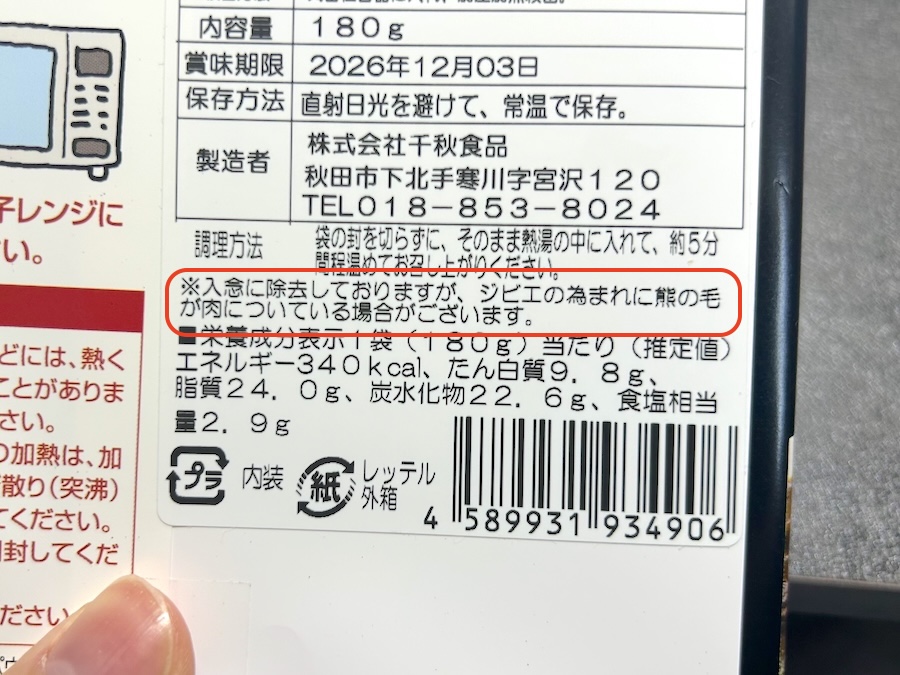 内容量 180g
賞味期限 2026年12月03日
保存方法 直射日光を避けて、常温で保存。
製造者 株式会社千秋食品
秋田市下北手寒川字宮沢120
TEL018-853-8024
調理方法 袋の封を切らずに、そのまま熱湯の中に入れて、約5分
間程温めてお召し上がりください。
※入念に除去しておりますが、ジビエの為まれに熊の毛
が肉についている場合がございます。
■栄養成分表示1袋(180g)当たり(推定値)
エネルギー340kcal、たん白質9.8g、
脂質24.0g、炭水化物22.6g、食塩相当
量2.9g
プラ 内装 紙 レッテル
外箱
4 589931 934906
子レンジに
い。
どには、熱く
ことがありま
さい。
の加熱は、加
散り(突沸)
てください。
開封してくだ
ださい